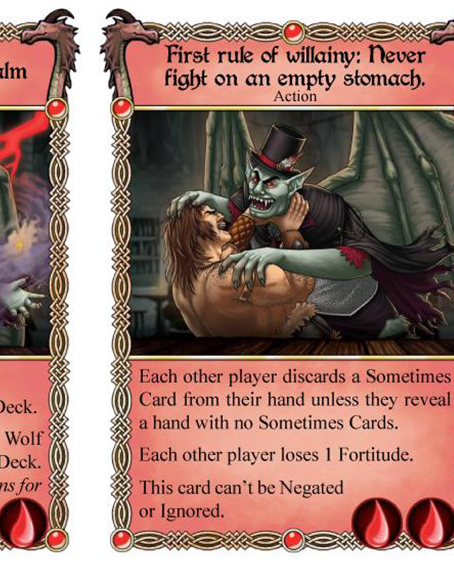 alm
Deck.
Wolf
Deck.
ns for
First rule of willainy: Never
fight on an empty stomach.
Action
Each other player discards a Sometimes
Card from their hand unless they reveal
a hand with no Sometimes Cards.
Each other player loses 1 Fortitude.
This card can't be Negated
or Ignored.